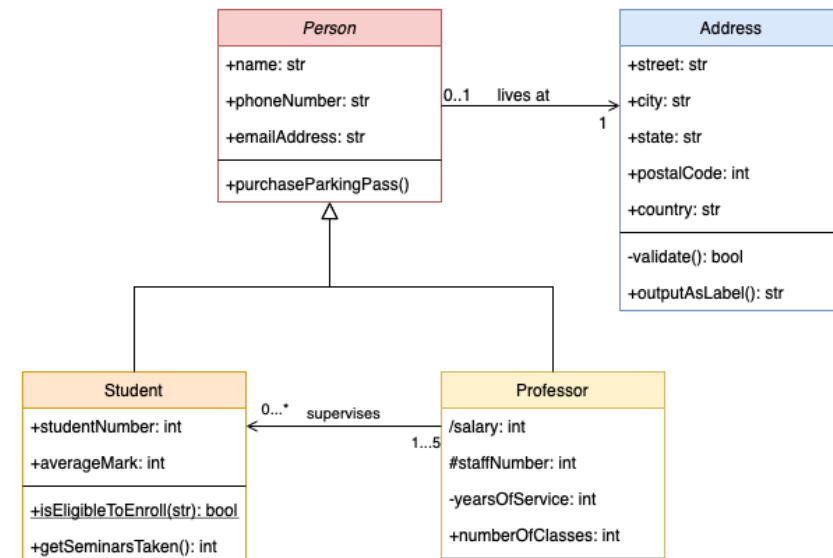 Person
+name: str
+phoneNumber: str
+emailAddress: str
+purchaseParkingPass()
0..1 lives at
1
Address
+street: str
+city: str
+state: str
+postalCode: int
+country: str
-validate(): bool
+outputAsLabel(): str
Student
+studentNumber: int
+averageMark: int
+isEligibleToEnroll(str): bool
+getSeminarsTaken(): int
0...* supervises
1...5
Professor
/salary: int
#staffNumber: int
-yearsOfService: int
+numberOfClasses: int